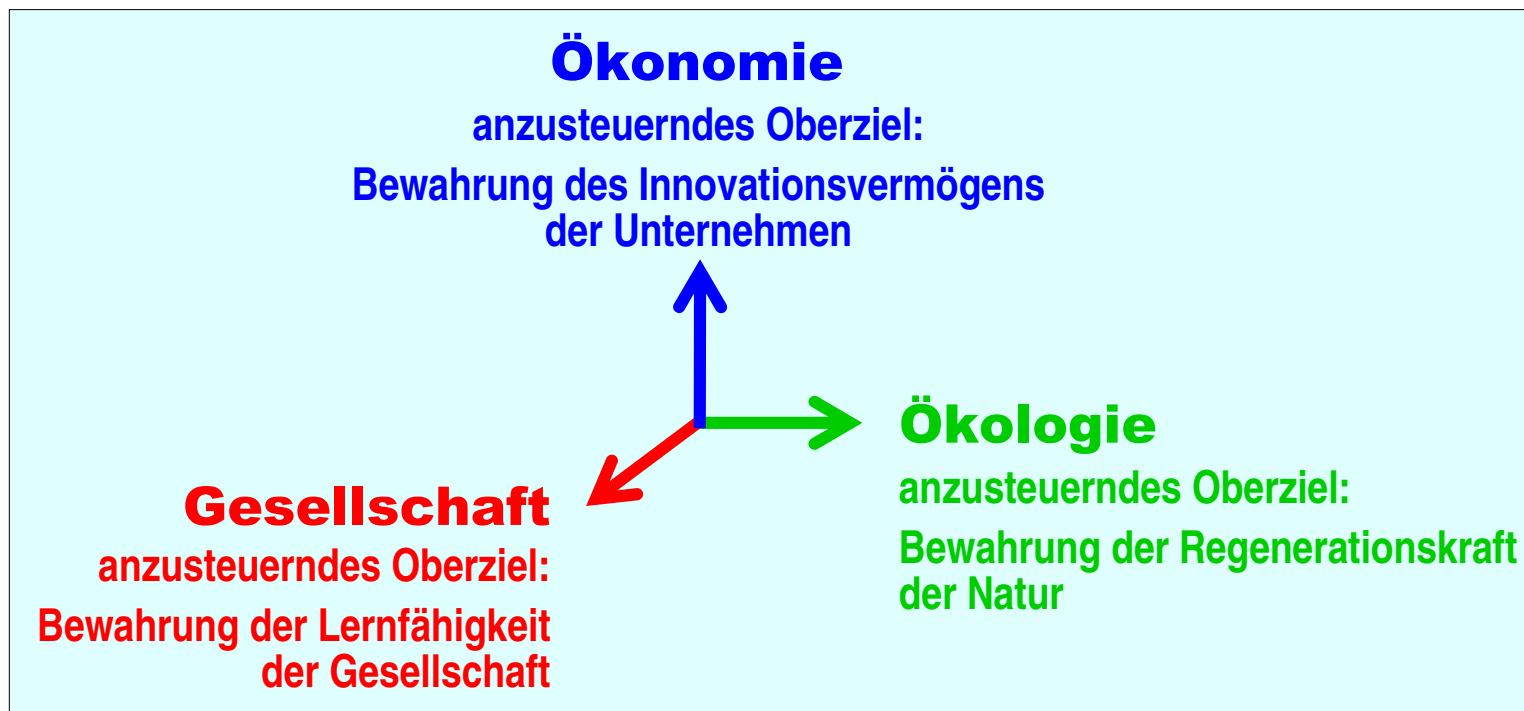 Ökonomie
anzusteuerndes Oberziel:
Bewahrung des Innovationsvermögens
der Unternehmen
Ökologie
anzusteuerndes Oberziel:
Bewahrung der Regenerationskraft
der Natur
Gesellschaft
anzusteuerndes Oberziel:
Bewahrung der Lernfähigkeit
der Gesellschaft